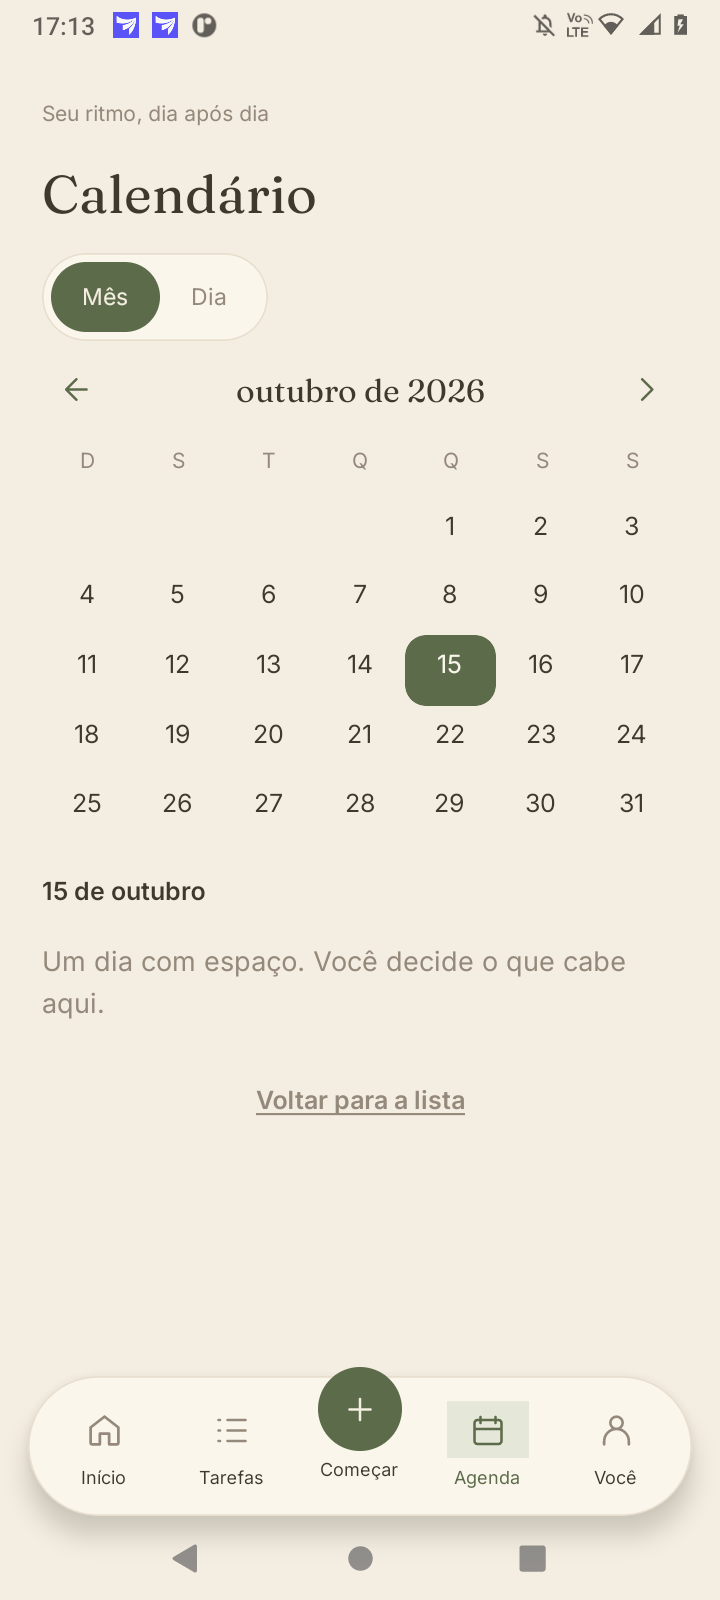 17:13
Vo LTE
Seu ritmo, dia após dia
Calendário
Mês Dia
outubro de 2026
D S T Q Q S S
1 2 3
4 5 6 7 8 9 10
11 12 13 14 15 16 17
18 19 20 21 22 23 24
25 26 27 28 29 30 31
15 de outubro
Um dia com espaço. Você decide o que cabe
aqui.
Voltar para a lista
Início Tarefas Começar Agenda Você